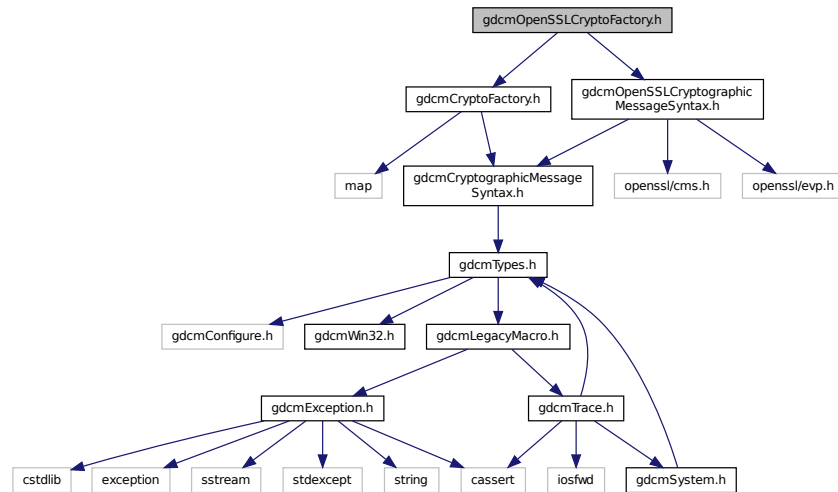 gdcmOpenSSLCryptoFactory.h
gdcmCryptoFactory.h
gdcmOpenSSLCryptographic
MessageSyntax.h
map
gdcmCryptographicMessage
Syntax.h
openssl/cms.h
openssl/evp.h
gdcmTypes.h
gdcmConfigure.h
gdcmWin32.h
gdcmLegacyMacro.h
gdcmException.h
gdcmTrace.h
cstdlib
exception
sstream
stdexcept
string
cassert
iosfwd
gdcmSystem.h